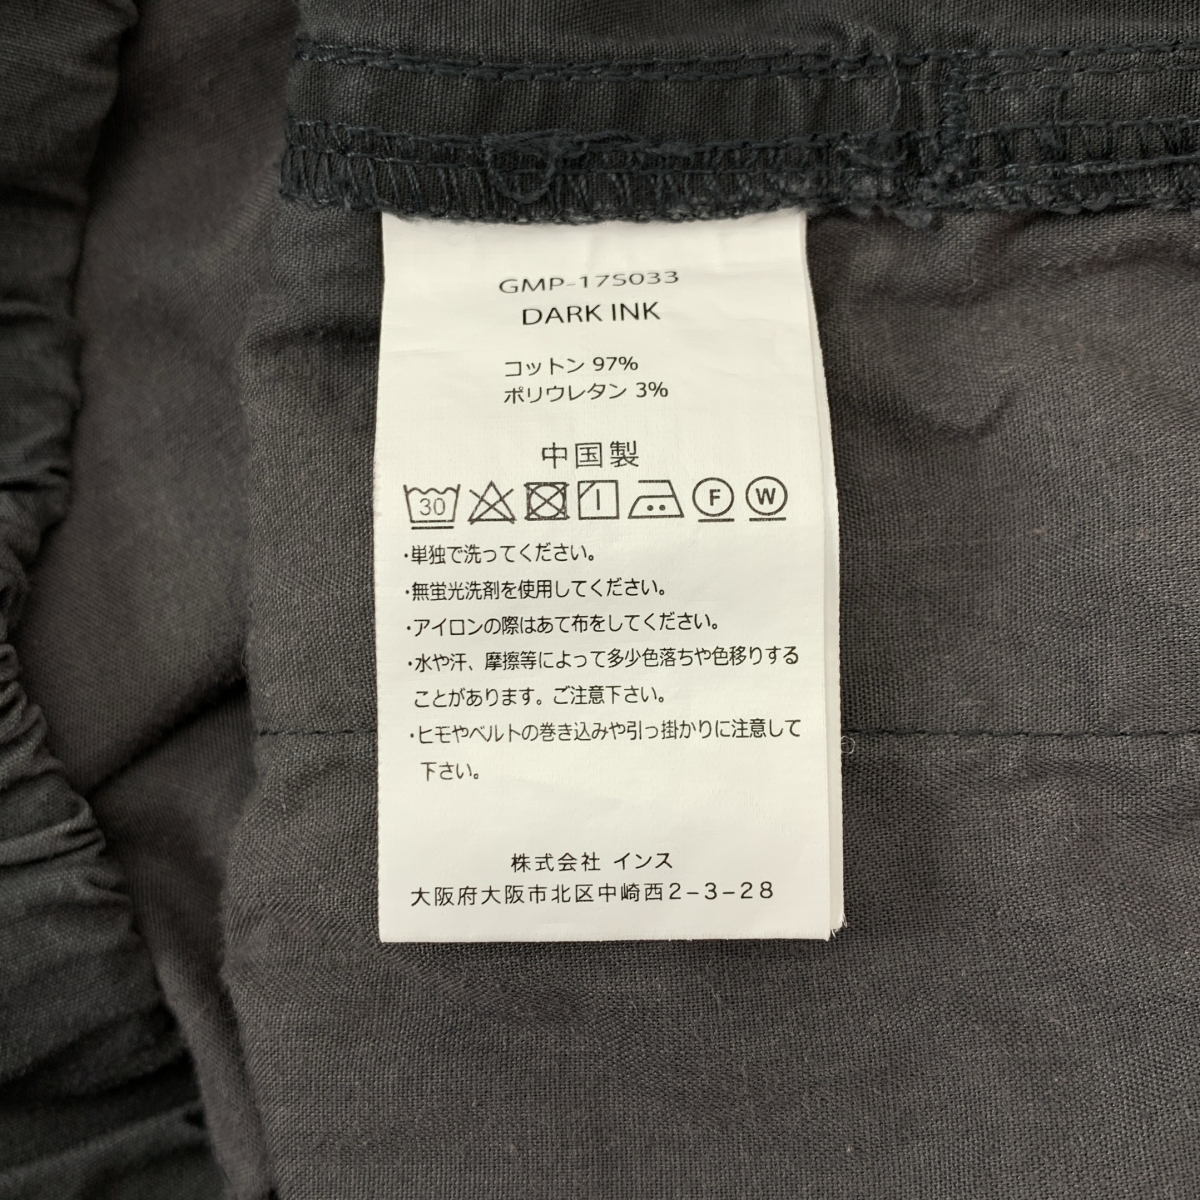 GMP-17S033
DARK INK
コットン 97%
ポリウレタン 3%
中国製
30 F W
・単独で洗ってください。
・無蛍光洗剤を使用してください。
・アイロンの際はあて布をしてください。
・水や汗、摩擦等によって多少色落ちや色移りする
ことがあります。ご注意下さい。
・ヒモやベルトの巻き込みや引っ掛かりに注意して
下さい。
株式会社 インス
大阪府大阪市北区中崎西2-3-28